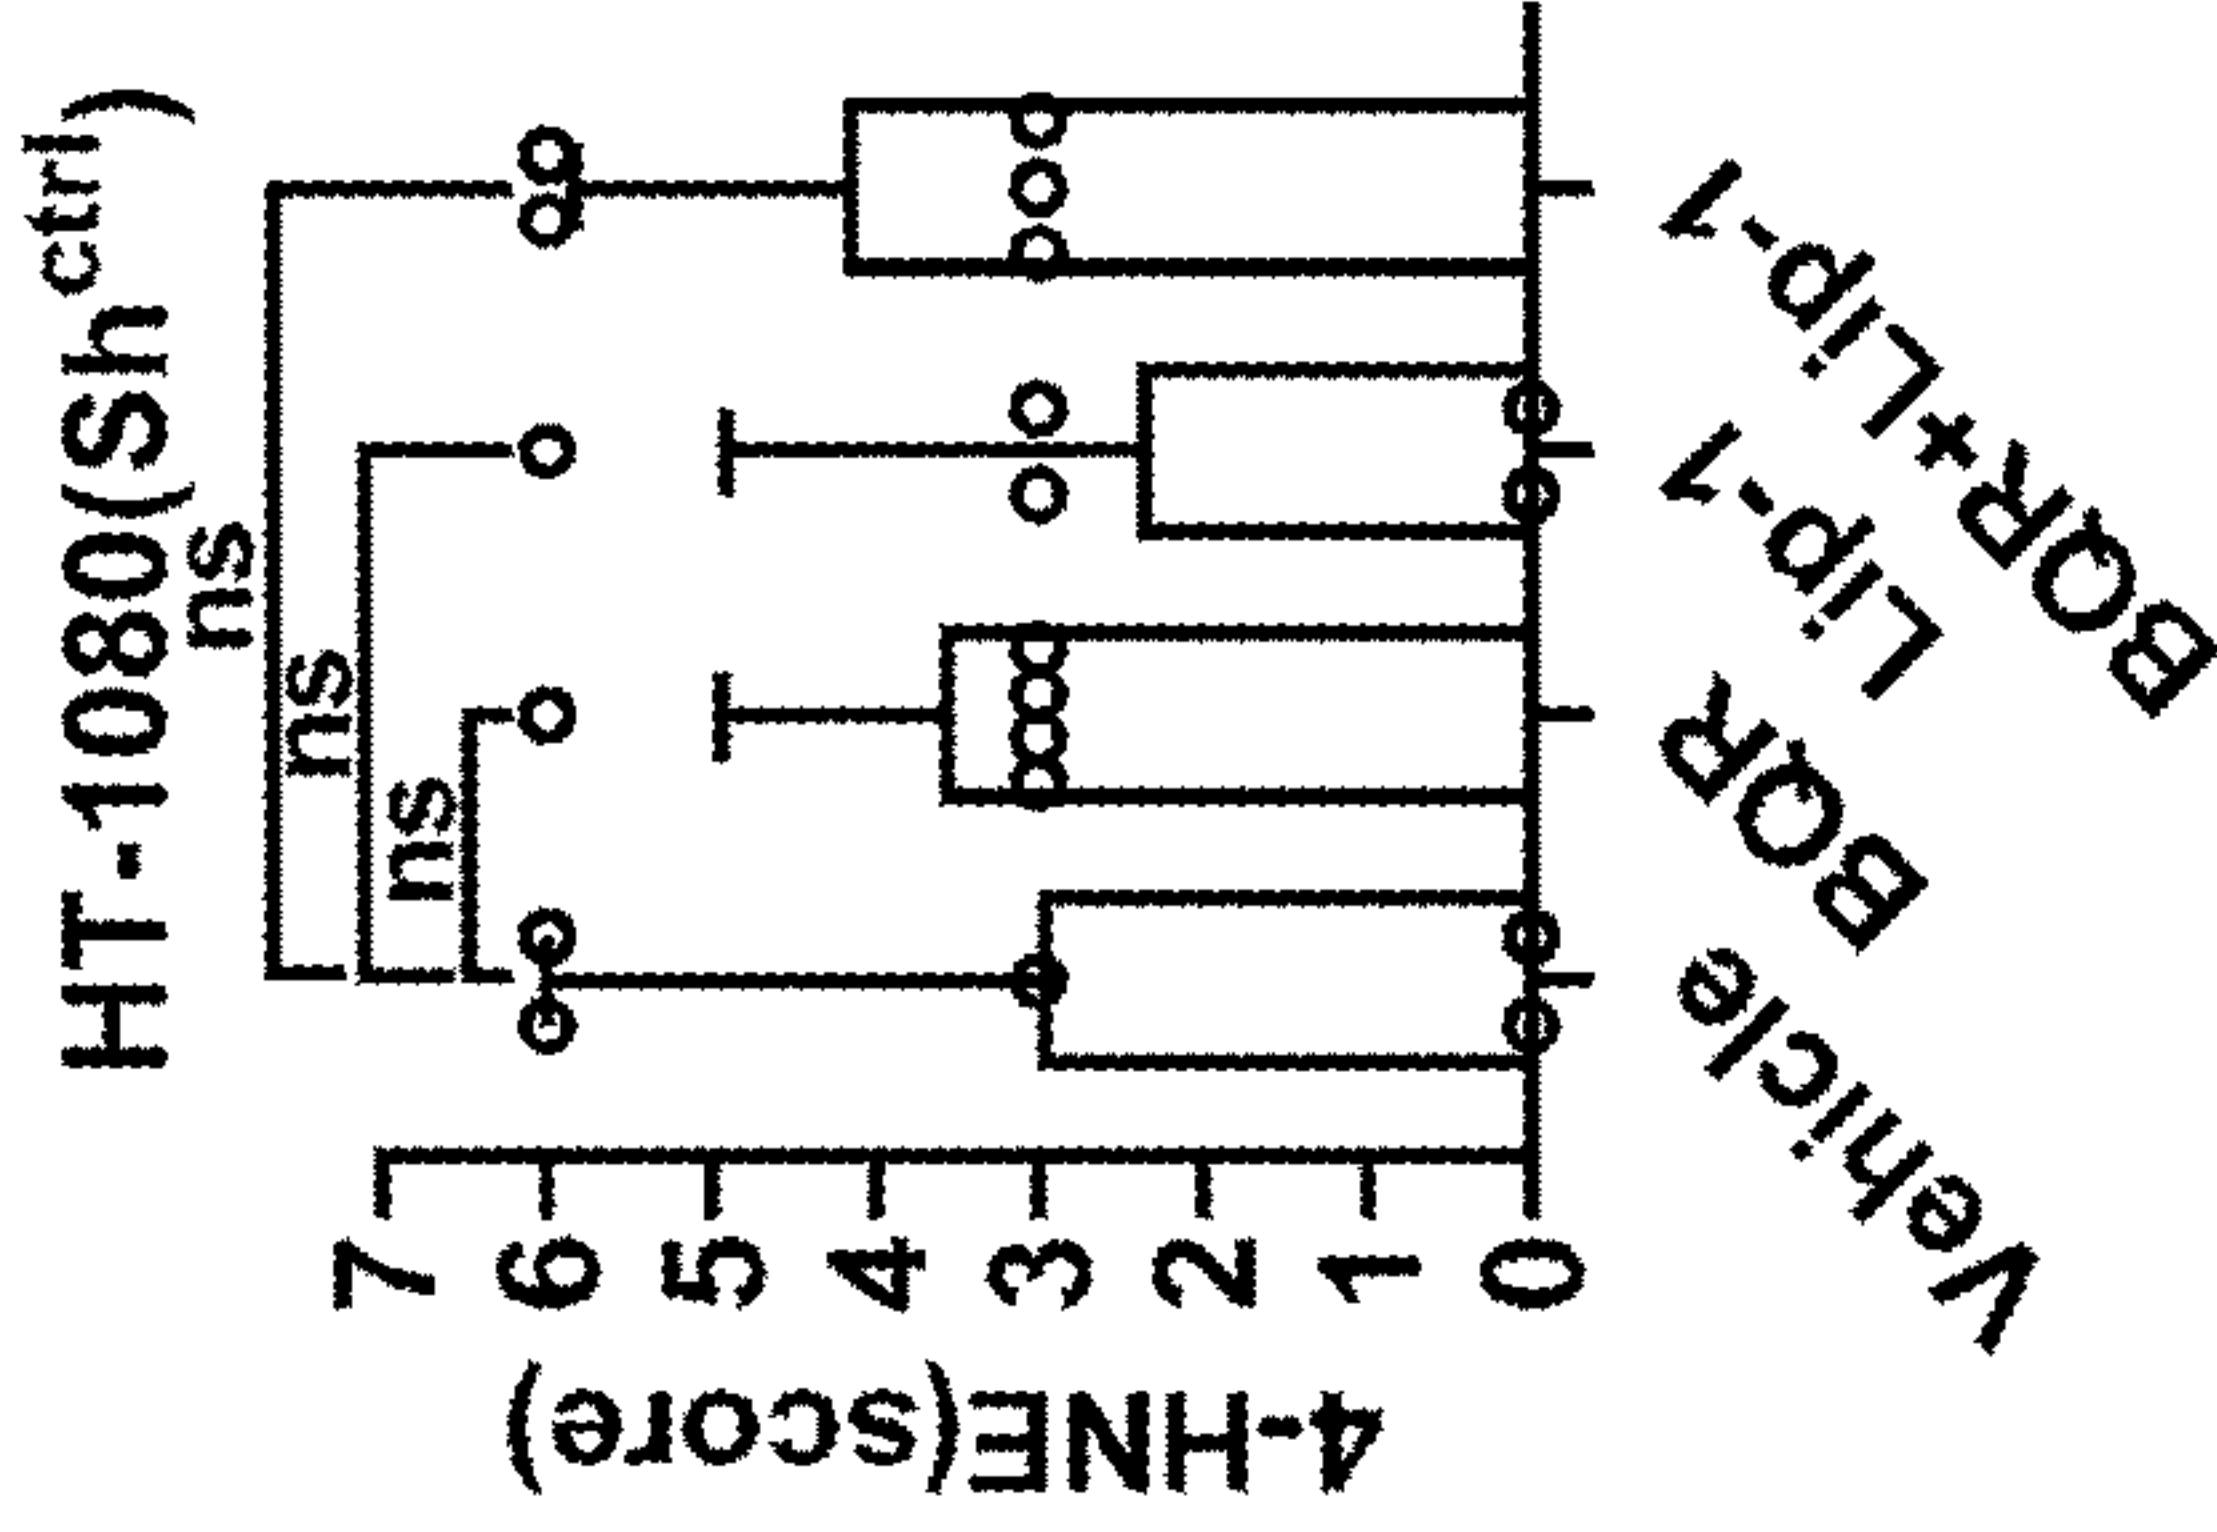 HT-1080(Sh^ctrl)
ns
ns
ns
4-HNE(score)
7
6
5
4
3
2
1
0
Vehicle
BQR
Lip-1
BQR+Lip-1